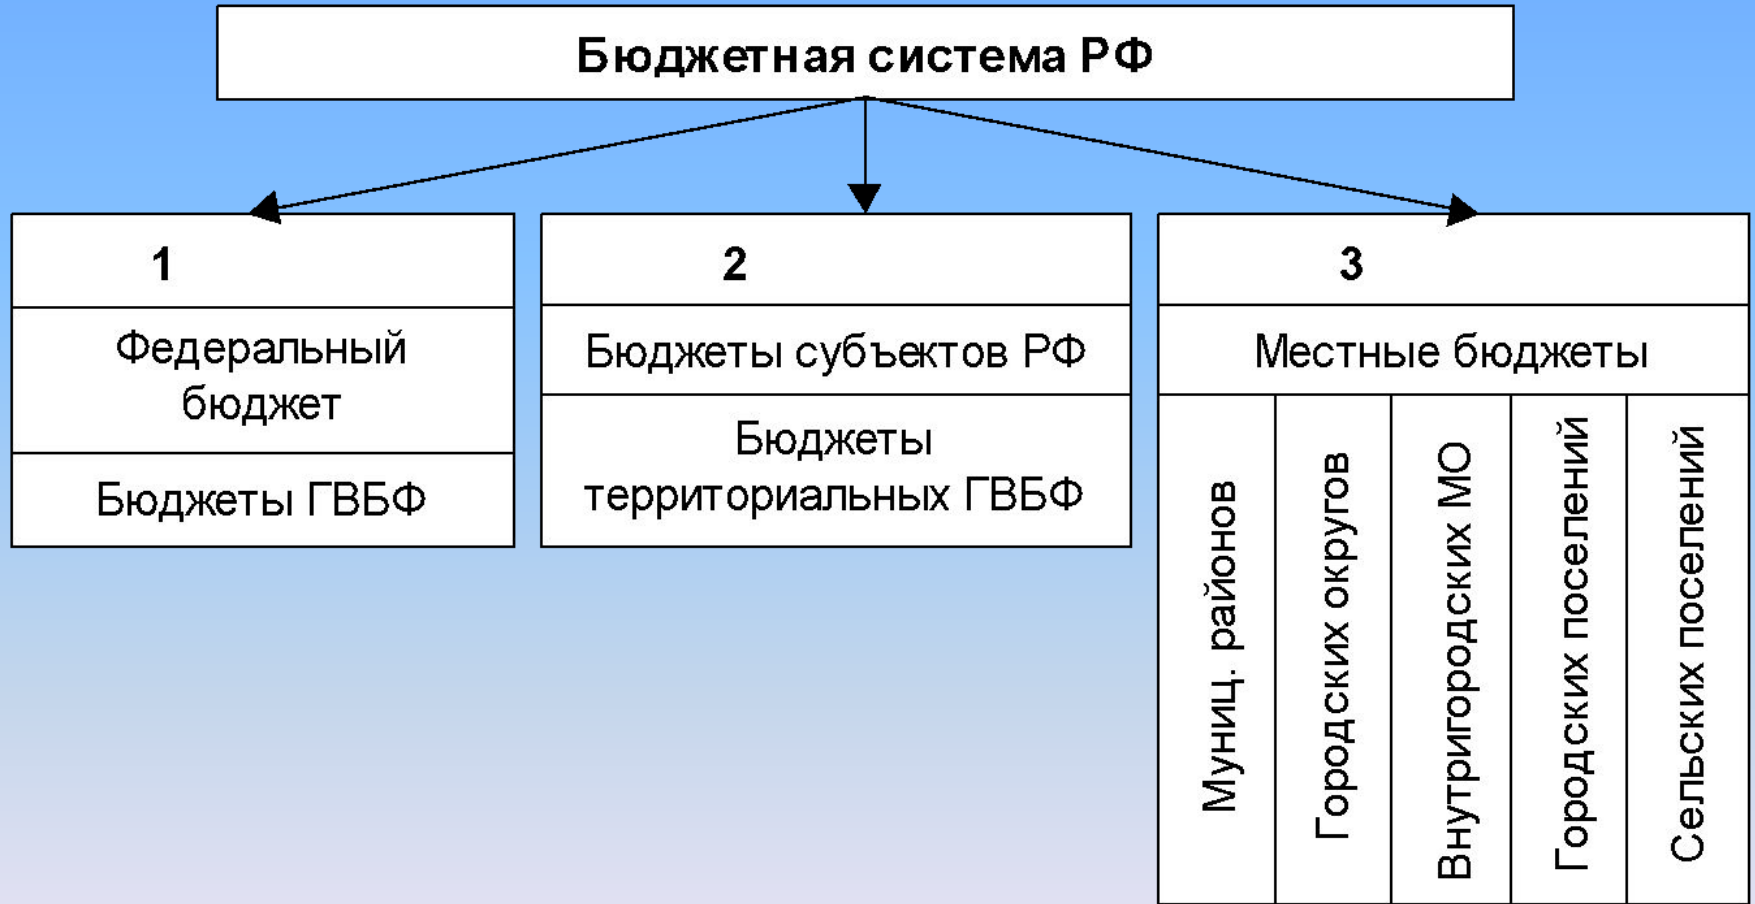 Бюджетная система РФ
1
Федеральный
бюджет
Бюджеты ГВБФ
2
Бюджеты субъектов РФ
Бюджеты
территориальных ГВБФ
3
Местные бюджеты
Муниц. районов
Городских округов
Внутригородских МО
Городских поселений
Сельских поселений